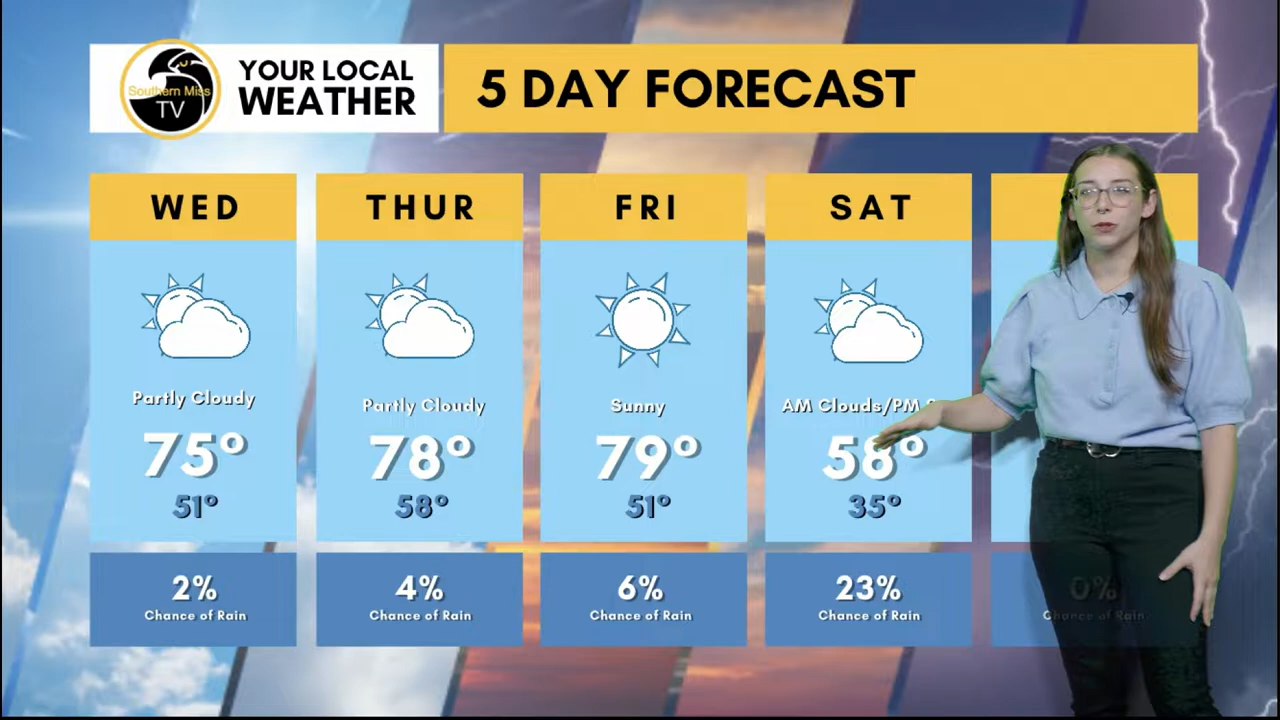 Southern Miss
TV
YOUR LOCAL
WEATHER
5 DAY FORECAST
WED
THUR
FRI
SAT
Partly Cloudy
Partly Cloudy
Sunny
AM Clouds/PM
75°
78°
79°
58°
51°
58°
51°
35°
2%
4%
6%
23%
0%
Chance of Rain
Chance of Rain
Chance of Rain
Chance of Rain
Chance of Rain